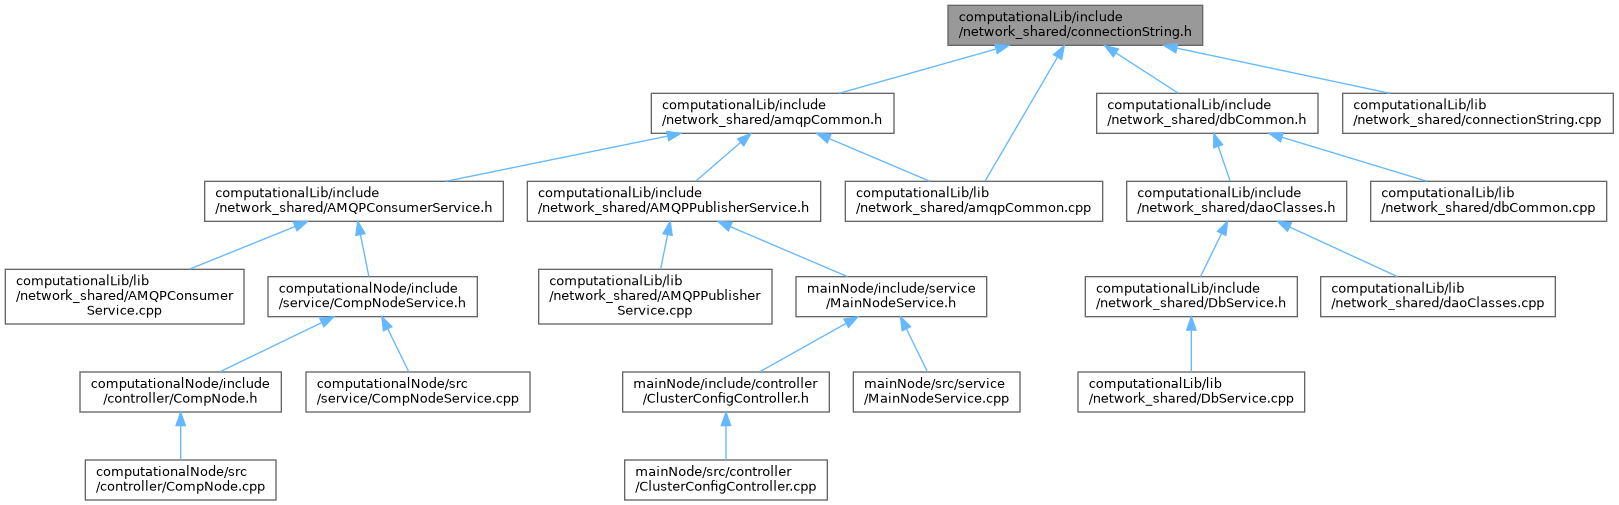 computationalLib/include
/network_shared/connectionString.h
computationalLib/include
/network_shared/amqpCommon.h
computationalLib/include
/network_shared/dbCommon.h
computationalLib/lib
/network_shared/connectionString.cpp
computationalLib/include
/network_shared/AMQPConsumerService.h
computationalLib/include
/network_shared/AMQPPublisherService.h
computationalLib/lib
/network_shared/amqpCommon.cpp
computationalLib/include
/network_shared/daoClasses.h
computationalLib/lib
/network_shared/dbCommon.cpp
computationalLib/lib
/network_shared/AMQPConsumer
Service.cpp
computationalNode/include
/service/CompNodeService.h
computationalLib/lib
/network_shared/AMQPPublisher
Service.cpp
mainNode/include/service
/MainNodeService.h
computationalLib/include
/network_shared/DbService.h
computationalLib/lib
/network_shared/daoClasses.cpp
computationalNode/include
/controller/CompNode.h
computationalNode/src
/service/CompNodeService.cpp
mainNode/include/controller
/ClusterConfigController.h
mainNode/src/service
/MainNodeService.cpp
computationalLib/lib
/network_shared/DbService.cpp
computationalNode/src
/controller/CompNode.cpp
mainNode/src/controller
/ClusterConfigController.cpp